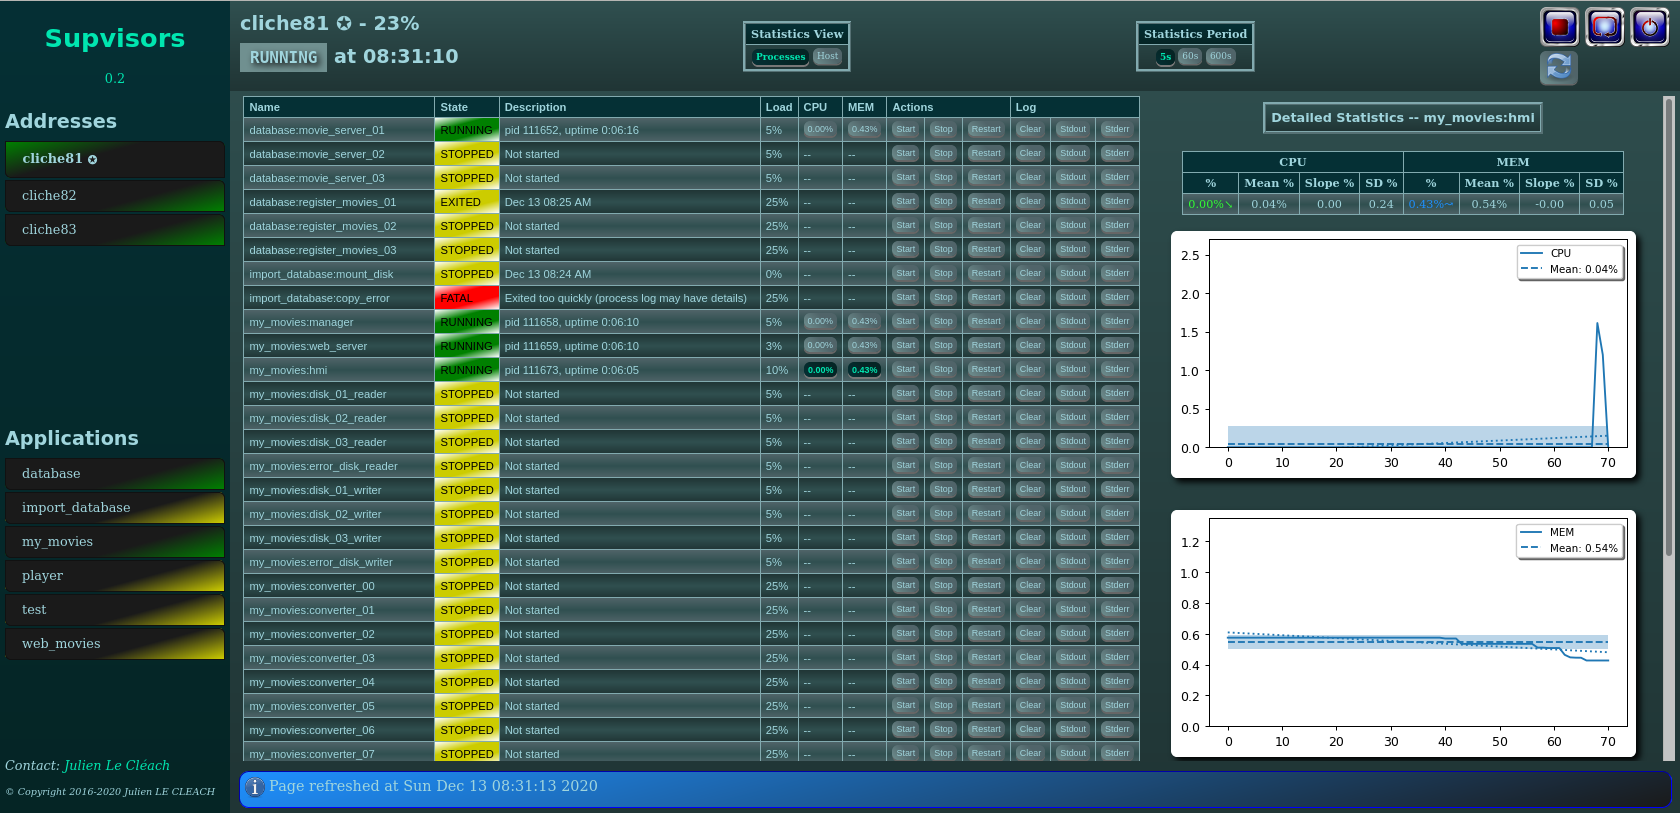 Supvisors
0.2
Addresses
cliche81 ✪
cliche82
cliche83
Applications
database
import_database
my_movies
player
test
web_movies
Contact: Julien Le Cléach
© Copyright 2016-2020 Julien LE CLEACH
cliche81 ✪ - 23%
RUNNING at 08:31:10
Statistics View
Processes Host
Statistics Period
5s 60s 600s
Name State Description Load CPU MEM Actions Log
database:movie_server_01 RUNNING pid 111652, uptime 0:06:16 5% 0.00% 0.43% Start Stop Restart Clear Stdout Stderr
database:movie_server_02 STOPPED Not started 5% -- -- Start Stop Restart Clear Stdout Stderr
database:movie_server_03 STOPPED Not started 5% -- -- Start Stop Restart Clear Stdout Stderr
database:register_movies_01 EXITED Dec 13 08:25 AM 25% -- -- Start Stop Restart Clear Stdout Stderr
database:register_movies_02 STOPPED Not started 25% -- -- Start Stop Restart Clear Stdout Stderr
database:register_movies_03 STOPPED Not started 25% -- -- Start Stop Restart Clear Stdout Stderr
import_database:mount_disk STOPPED Dec 13 08:24 AM 0% -- -- Start Stop Restart Clear Stdout Stderr
import_database:copy_error FATAL Exited too quickly (process log may have details) 25% -- -- Start Stop Restart Clear Stdout Stderr
my_movies:manager RUNNING pid 111658, uptime 0:06:10 5% 0.00% 0.43% Start Stop Restart Clear Stdout Stderr
my_movies:web_server RUNNING pid 111659, uptime 0:06:10 3% 0.00% 0.43% Start Stop Restart Clear Stdout Stderr
my_movies:hmi RUNNING pid 111673, uptime 0:06:05 10% 0.00% 0.43% Start Stop Restart Clear Stdout Stderr
my_movies:disk_01_reader STOPPED Not started 5% -- -- Start Stop Restart Clear Stdout Stderr
my_movies:disk_02_reader STOPPED Not started 5% -- -- Start Stop Restart Clear Stdout Stderr
my_movies:disk_03_reader STOPPED Not started 5% -- -- Start Stop Restart Clear Stdout Stderr
my_movies:error_disk_reader STOPPED Not started 5% -- -- Start Stop Restart Clear Stdout Stderr
my_movies:disk_01_writer STOPPED Not started 5% -- -- Start Stop Restart Clear Stdout Stderr
my_movies:disk_02_writer STOPPED Not started 5% -- -- Start Stop Restart Clear Stdout Stderr
my_movies:disk_03_writer STOPPED Not started 5% -- -- Start Stop Restart Clear Stdout Stderr
my_movies:error_disk_writer STOPPED Not started 5% -- -- Start Stop Restart Clear Stdout Stderr
my_movies:converter_00 STOPPED Not started 25% -- -- Start Stop Restart Clear Stdout Stderr
my_movies:converter_01 STOPPED Not started 25% -- -- Start Stop Restart Clear Stdout Stderr
my_movies:converter_02 STOPPED Not started 25% -- -- Start Stop Restart Clear Stdout Stderr
my_movies:converter_03 STOPPED Not started 25% -- -- Start Stop Restart Clear Stdout Stderr
my_movies:converter_04 STOPPED Not started 25% -- -- Start Stop Restart Clear Stdout Stderr
my_movies:converter_05 STOPPED Not started 25% -- -- Start Stop Restart Clear Stdout Stderr
my_movies:converter_06 STOPPED Not started 25% -- -- Start Stop Restart Clear Stdout Stderr
my_movies:converter_07 STOPPED Not started 25% -- -- Start Stop Restart Clear Stdout Stderr
Detailed Statistics -- my_movies:hmi
CPU MEM
% Mean % Slope % SD % % Mean % Slope % SD %
0.00%↘ 0.04% 0.00 0.24 0.43%→ 0.54% -0.00 0.05
CPU
Mean: 0.04%
2.5
2.0
1.5
1.0
0.5
0.0
0 10 20 30 40 50 60 70
MEM
Mean: 0.54%
1.2
1.0
0.8
0.6
0.4
0.2
0.0
0 10 20 30 40 50 60 70
Page refreshed at Sun Dec 13 08:31:13 2020